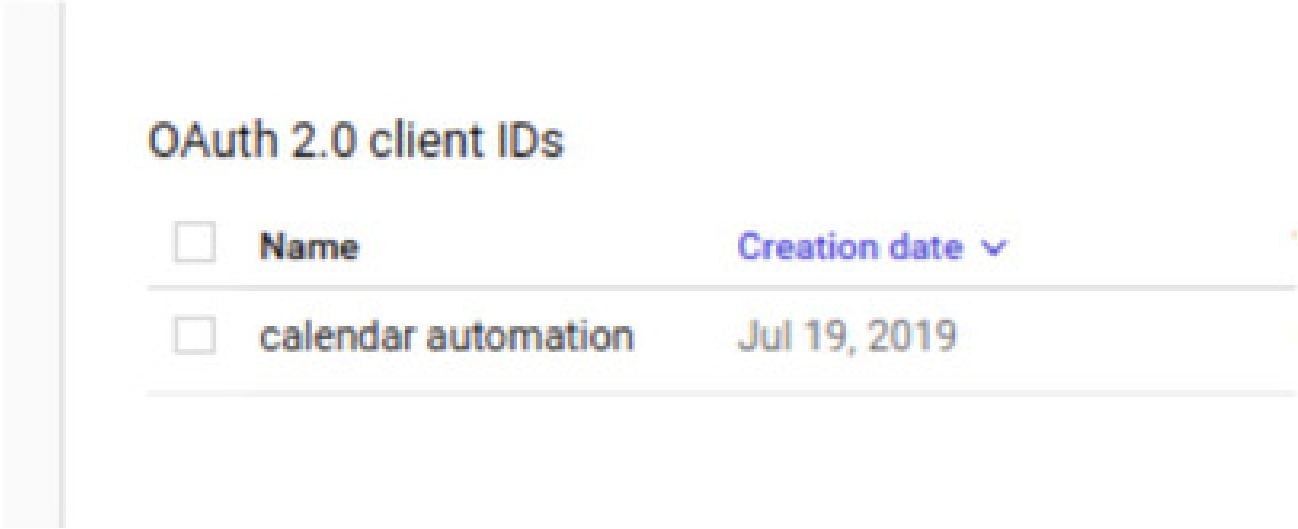 OAuth 2.0 client IDs
Name Creation date
calendar automation Jul 19, 2019